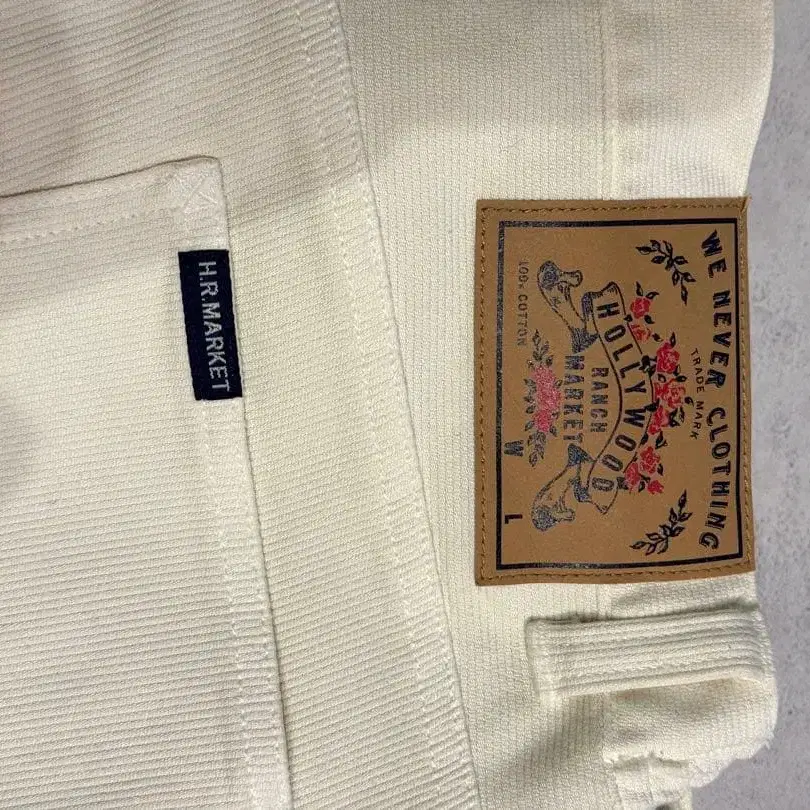 WE NEVER CLOTHING
TRADE MARK
HOLLYWOOD
RANCH
MARKET
100% COTTON
W
L
H.R.MARKET